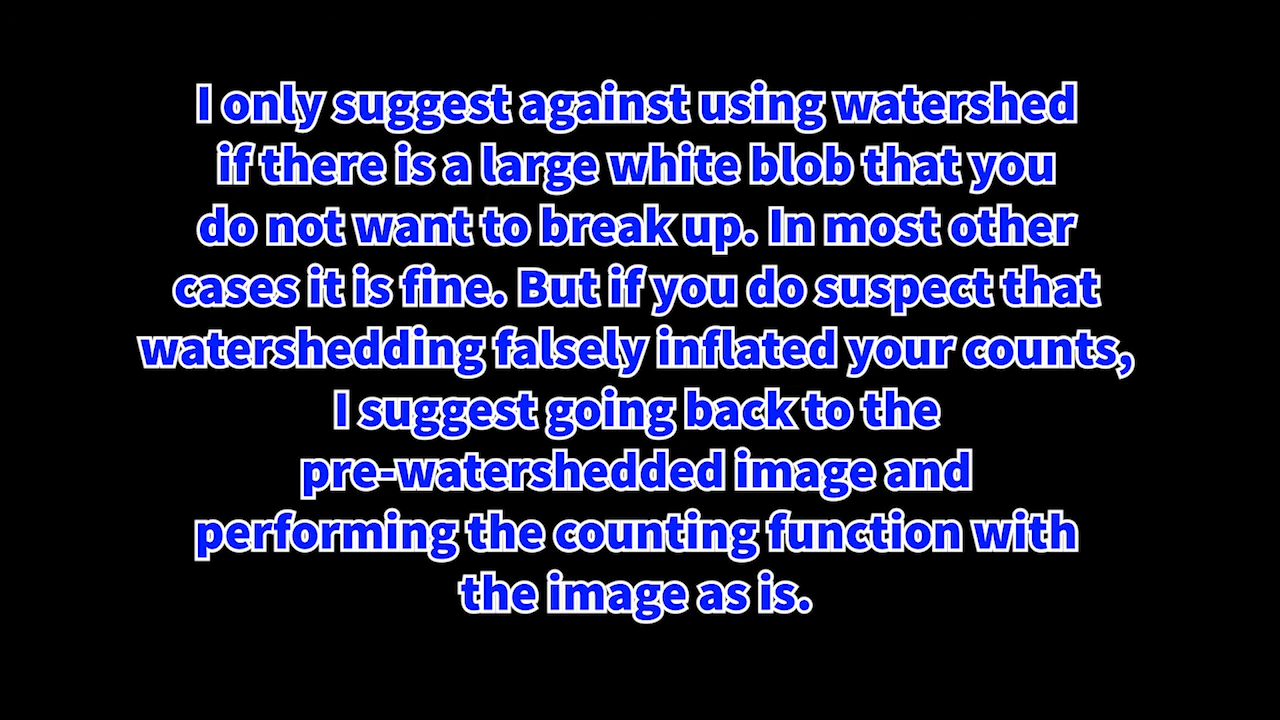 I only suggest against using watershed
if there is a large white blob that you
do not want to break up. In most other
cases it is fine. But if you do suspect that
watershedding falsely inflated your counts,
I suggest going back to the
pre-watershedded image and
performing the counting function with
the image as is.